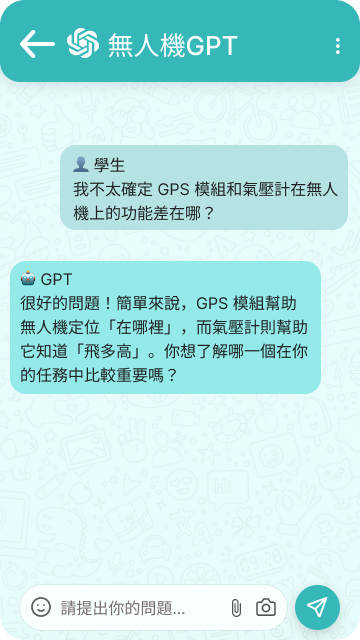 無人機GPT
學生
我不太確定 GPS 模組和氣壓計在無人
機上的功能差在哪？
GPT
很好的問題！簡單來說，GPS 模組幫助
無人機定位「在哪裡」，而氣壓計則幫助
它知道「飛多高」。你想了解哪一個在你
的任務中比較重要嗎？
請提出你的問題...